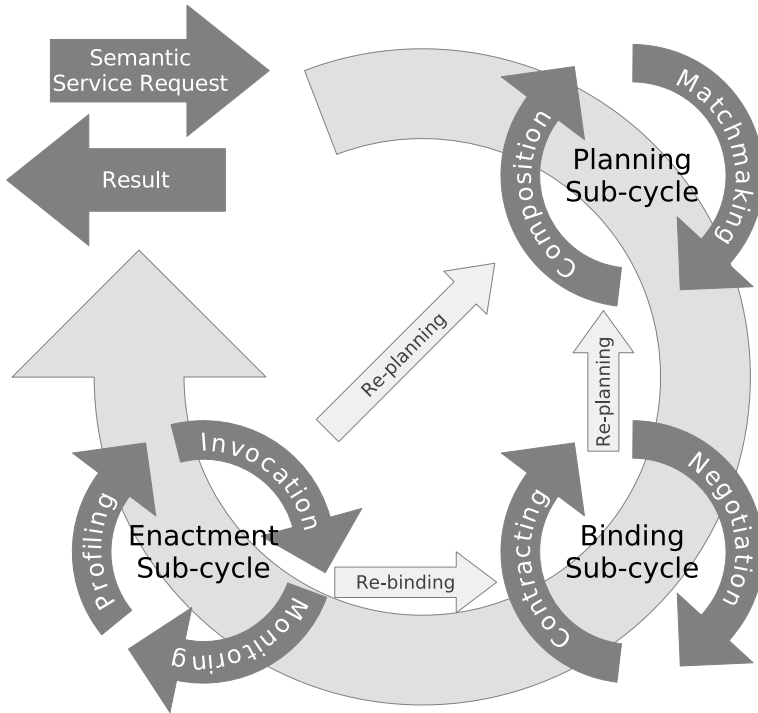 Semantic
Service Request
Result
Composition
Matchmaking
Planning
Sub-cycle
Re-planning
Re-planning
Invocation
Profiling
Monitoring
Enactment
Sub-cycle
Re-binding
Contracting
Negotiation
Binding
Sub-cycle